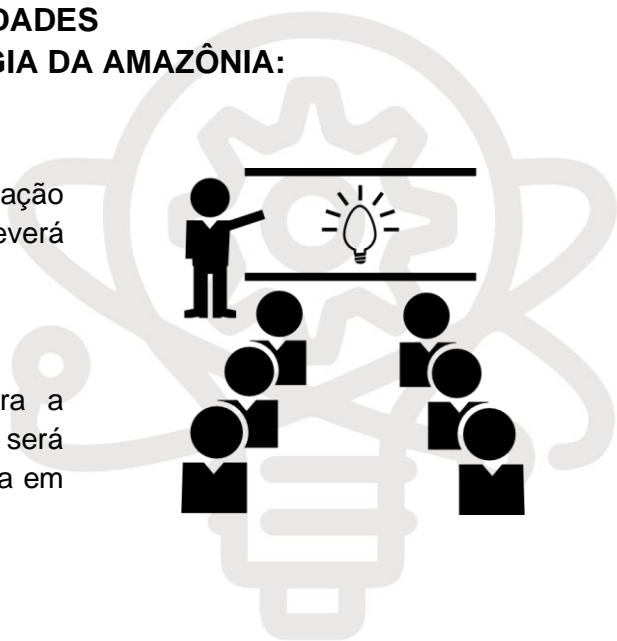 DADES
GIA DA AMAZÔNIA:
ação
everá
ra a
será
a em